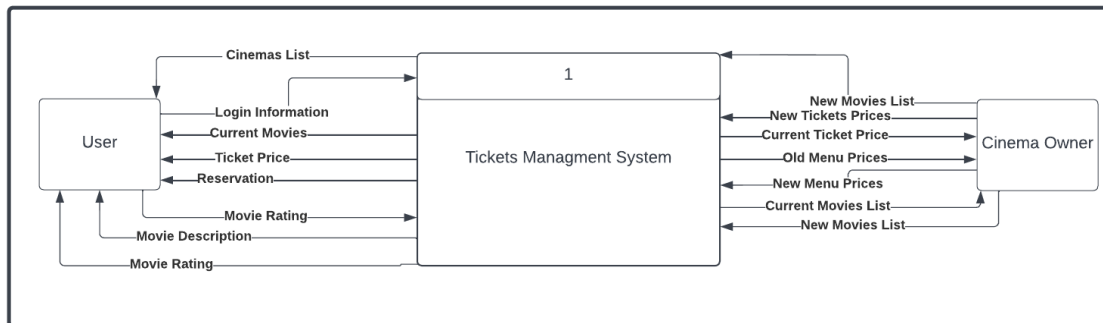 Cinemas List
1
Login Information
User
Current Movies
Ticket Price
Reservation
Movie Rating
Movie Description
Movie Rating
Tickets Managment System
New Movies List
New Tickets Prices
Current Ticket Price
Cinema Owner
Old Menu Prices
New Menu Prices
Current Movies List
New Movies List